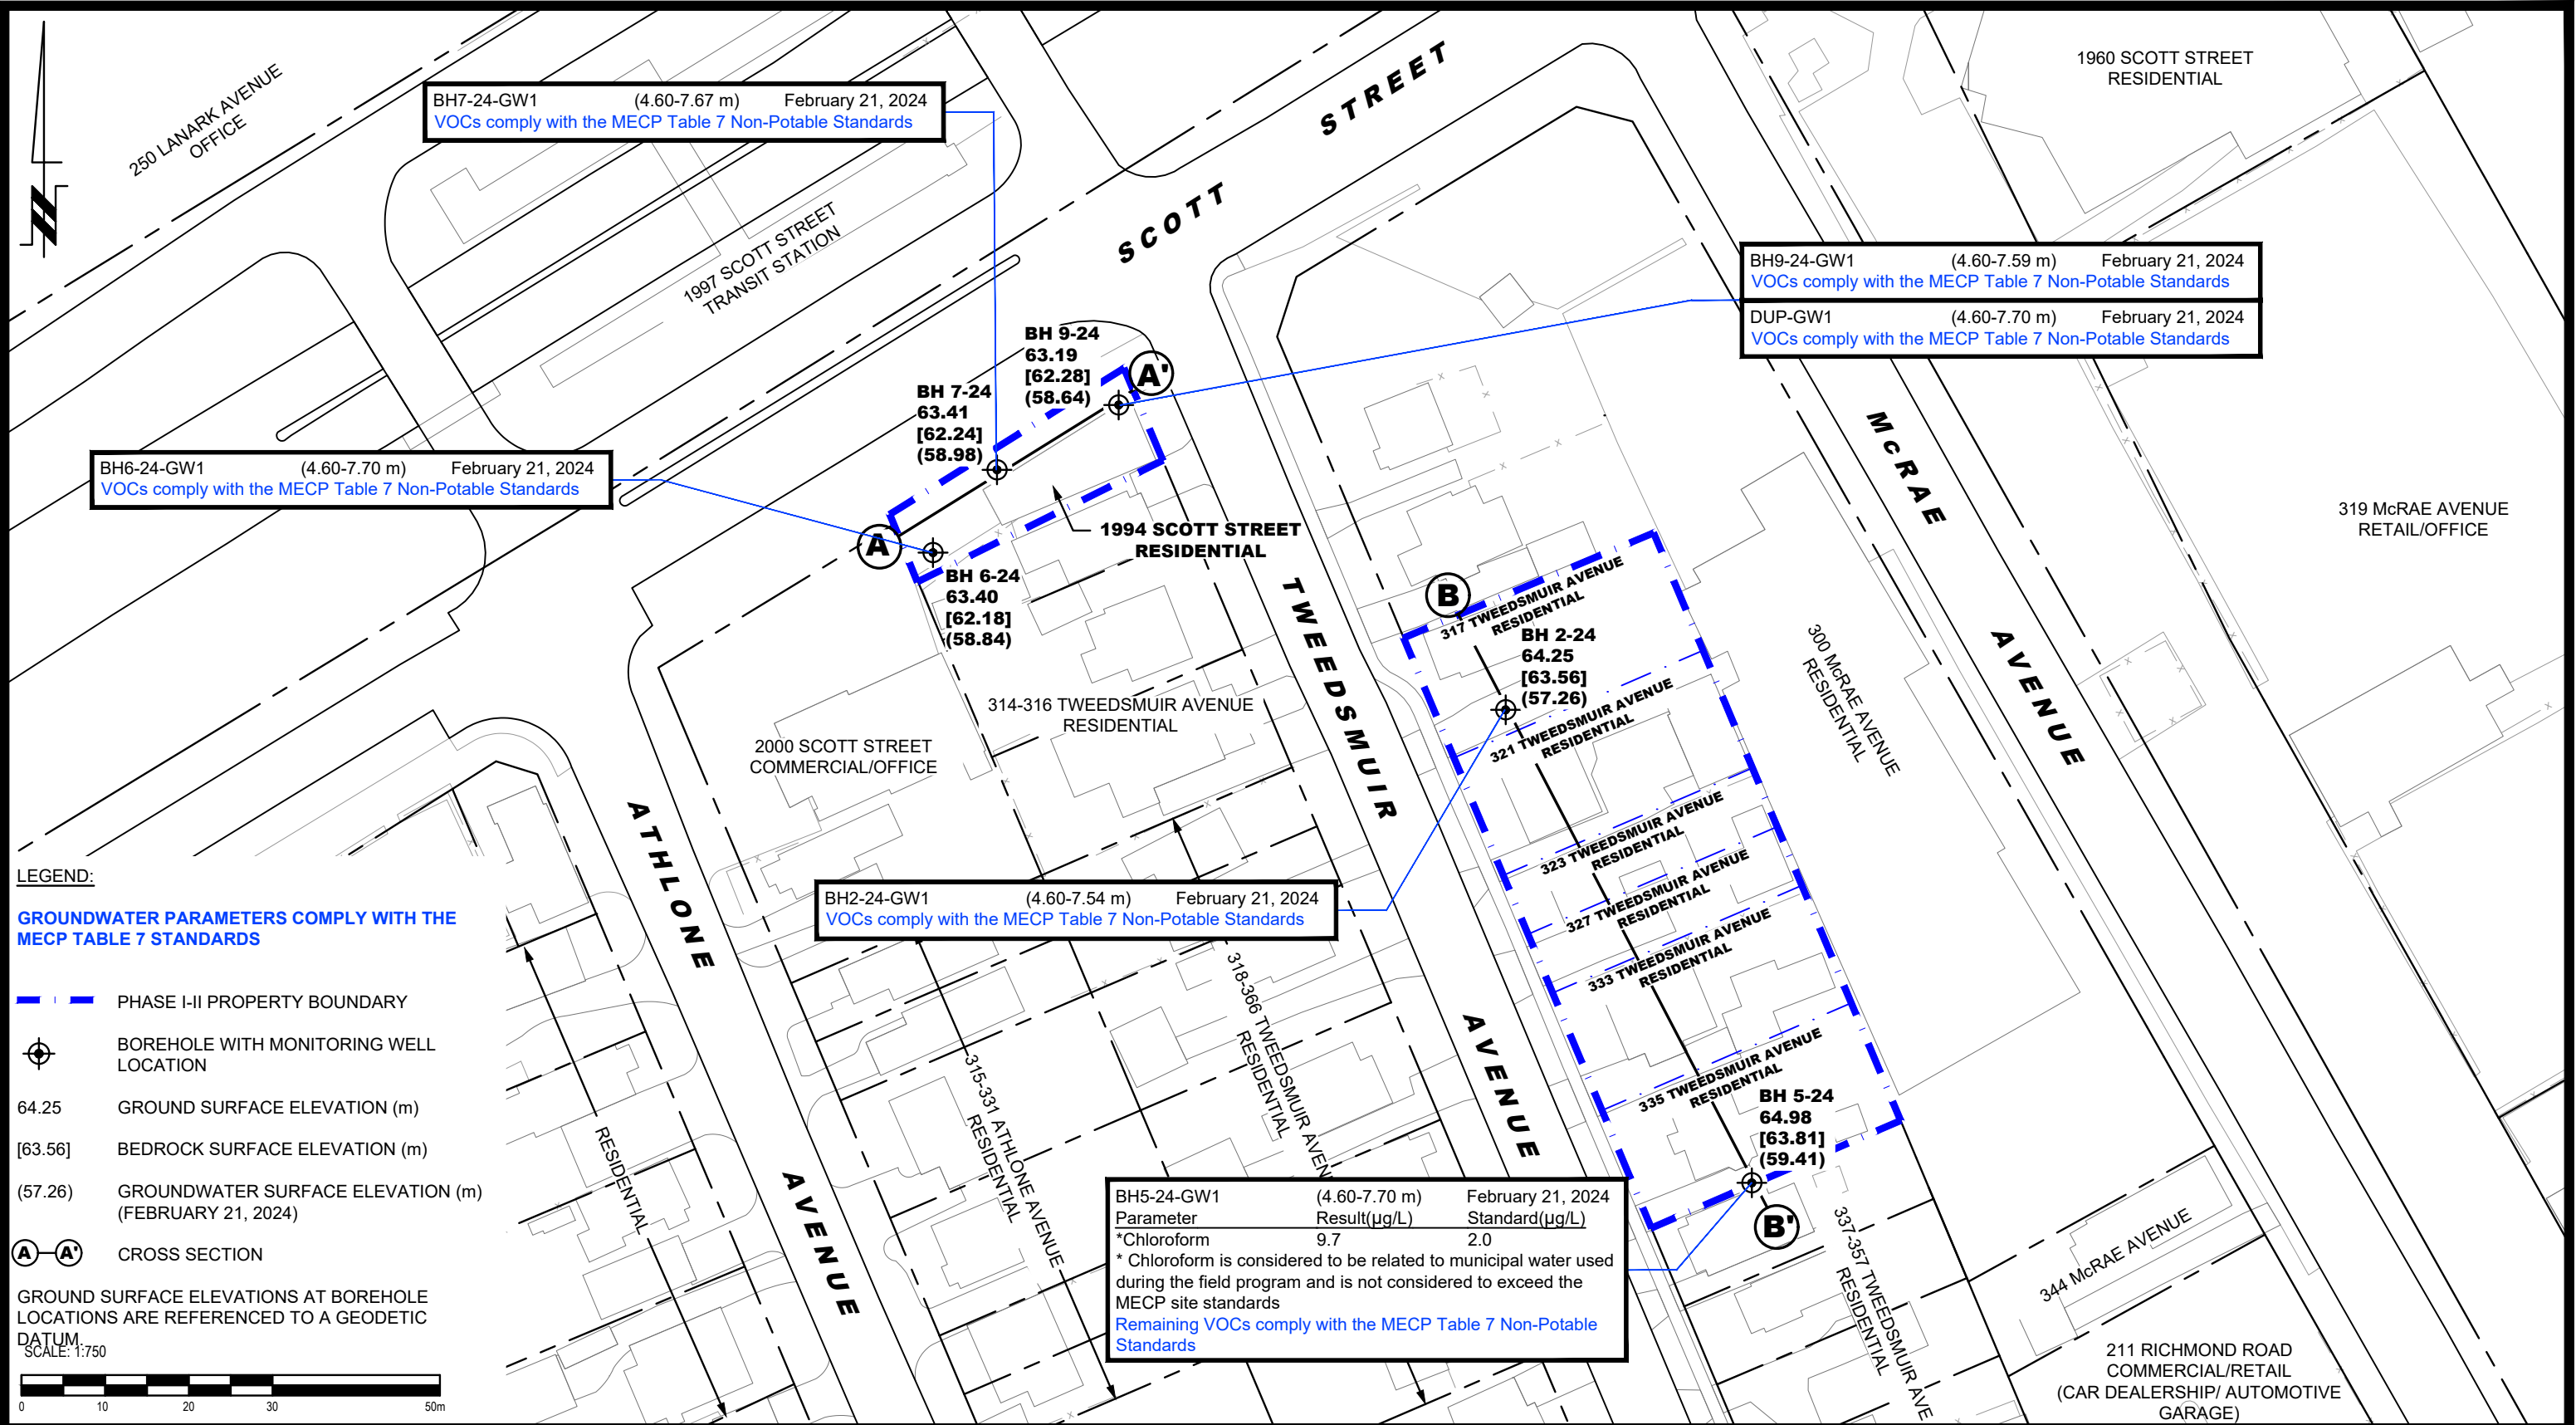 250 LANARK AVENUE
OFFICE
BH7-24-GW1 (4.60-7.67 m) February 21, 2024
VOCs comply with the MECP Table 7 Non-Potable Standards
SCOTT STREET
1960 SCOTT STREET
RESIDENTIAL
1997 SCOTT STREET
TRANSIT STATION
BH9-24-GW1 (4.60-7.59 m) February 21, 2024
VOCs comply with the MECP Table 7 Non-Potable Standards
DUP-GW1 (4.60-7.70 m) February 21, 2024
VOCs comply with the MECP Table 7 Non-Potable Standards
BH 9-24
63.19
[62.28]
(58.64)
A'
BH 7-24
63.41
[62.24]
(58.98)
BH6-24-GW1 (4.60-7.70 m) February 21, 2024
VOCs comply with the MECP Table 7 Non-Potable Standards
A
1994 SCOTT STREET
RESIDENTIAL
BH 6-24
63.40
[62.18]
(58.84)
McRAE AVENUE
319 McRAE AVENUE
RETAIL/OFFICE
B
317 TWEEDSMUIR AVENUE
RESIDENTIAL
BH 2-24
64.25
[63.56]
(57.26)
321 TWEEDSMUIR AVENUE
RESIDENTIAL
300 McRAE AVENUE
RESIDENTIAL
TWEEDSMUIR AVENUE
314-316 TWEEDSMUIR AVENUE
RESIDENTIAL
2000 SCOTT STREET
COMMERCIAL/OFFICE
323 TWEEDSMUIR AVENUE
RESIDENTIAL
327 TWEEDSMUIR AVENUE
RESIDENTIAL
333 TWEEDSMUIR AVENUE
RESIDENTIAL
335 TWEEDSMUIR AVENUE
RESIDENTIAL
ATHLONE AVENUE
BH2-24-GW1 (4.60-7.54 m) February 21, 2024
VOCs comply with the MECP Table 7 Non-Potable Standards
318-366 TWEEDSMUIR AVENU
RESIDENTIAL
315-331 ATHLONE AVENUE
RESIDENTIAL
RESIDENTIAL
BH 5-24
64.98
[63.81]
(59.41)
B'
BH5-24-GW1 (4.60-7.70 m) February 21, 2024
Parameter Result(µg/L) Standard(µg/L)
*Chloroform 9.7 2.0
* Chloroform is considered to be related to municipal water used
during the field program and is not considered to exceed the
MECP site standards
Remaining VOCs comply with the MECP Table 7 Non-Potable
Standards
337-357 TWEEDSMUIR AVE
RESIDENTIAL
344 McRAE AVENUE
211 RICHMOND ROAD
COMMERCIAL/RETAIL
(CAR DEALERSHIP/ AUTOMOTIVE
GARAGE)
LEGEND:
GROUNDWATER PARAMETERS COMPLY WITH THE
MECP TABLE 7 STANDARDS
PHASE I-II PROPERTY BOUNDARY
BOREHOLE WITH MONITORING WELL
LOCATION
64.25 GROUND SURFACE ELEVATION (m)
[63.56] BEDROCK SURFACE ELEVATION (m)
(57.26) GROUNDWATER SURFACE ELEVATION (m)
(FEBRUARY 21, 2024)
A A' CROSS SECTION
GROUND SURFACE ELEVATIONS AT BOREHOLE
LOCATIONS ARE REFERENCED TO A GEODETIC
DATUM.
SCALE: 1:750
0 10 20 30 50m